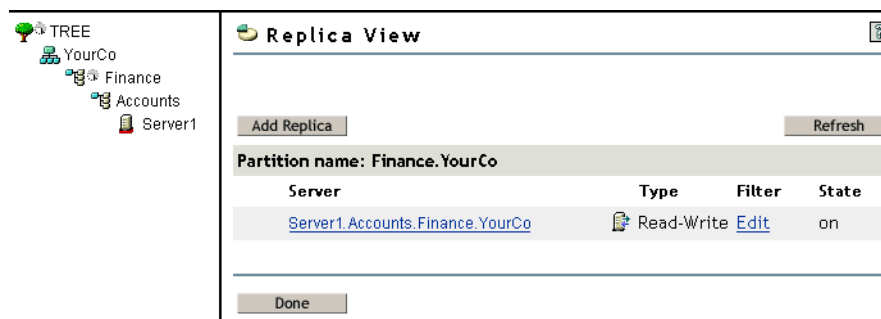 TREE
YourCo
Finance
Accounts
Server1
Replica View
Add Replica
Refresh
Partition name: Finance.YourCo
Server Type Filter State
Server1.Accounts.Finance.YourCo Read-Write Edit on
Done